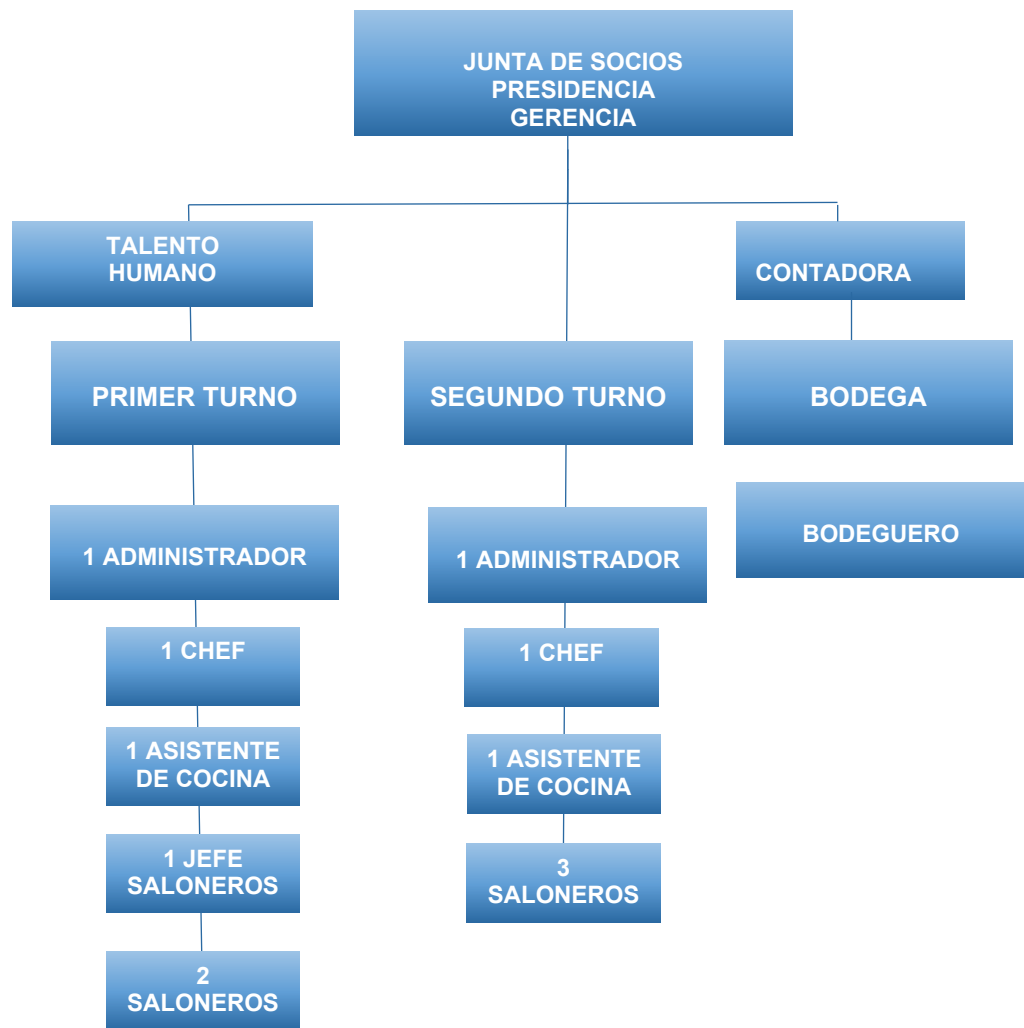 JUNTA DE SOCIOS
PRESIDENCIA
GERENCIA
TALENTO
HUMANO
CONTADORA
PRIMER TURNO
SEGUNDO TURNO
BODEGA
1 ADMINISTRADOR
1 ADMINISTRADOR
BODEGUERO
1 CHEF
1 CHEF
1 ASISTENTE
DE COCINA
1 ASISTENTE
DE COCINA
1 JEFE
SALONEROS
3
SALONEROS
2
SALONEROS